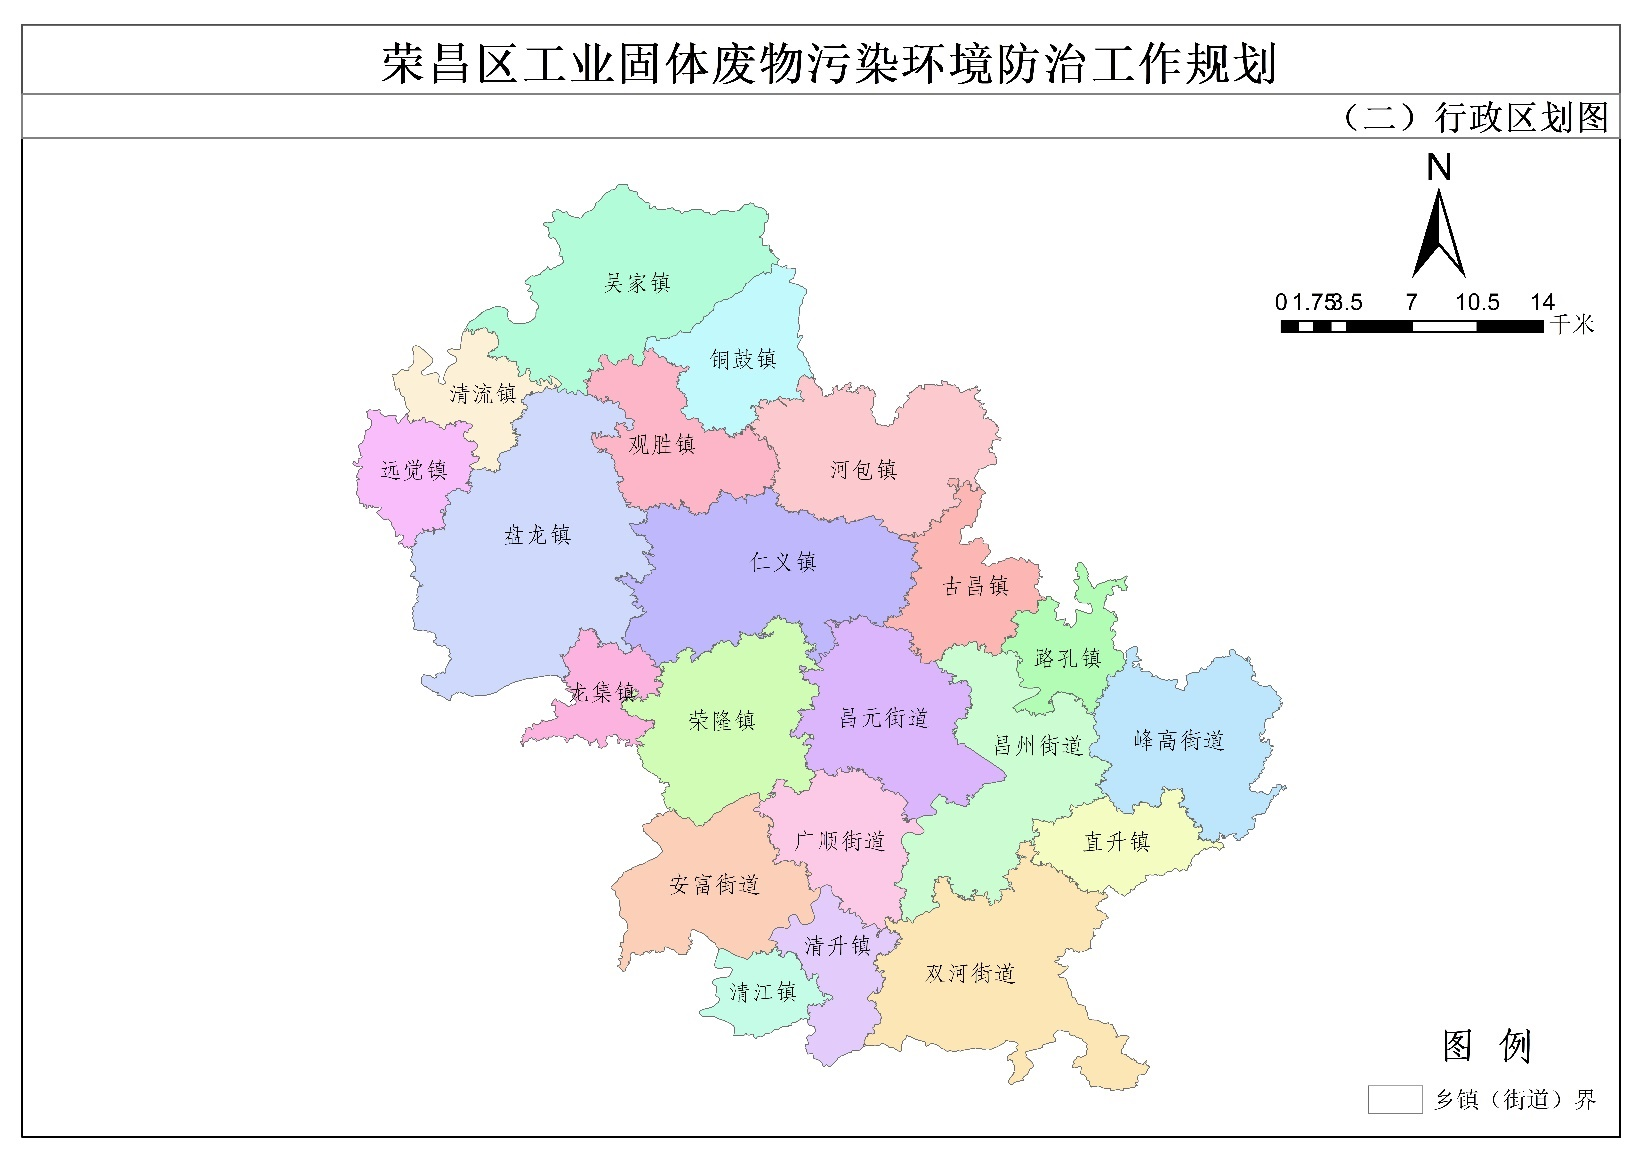 荣昌区工业固体废物污染环境防治工作规划
（二）行政区划图
N
0 1.75 3.5 7 10.5 14
千米
吴家镇
铜鼓镇
清流镇
观胜镇
远觉镇
河包镇
盘龙镇
仁义镇
古昌镇
路孔镇
龙集镇
荣隆镇
昌元街道
昌州街道
峰高街道
广顺街道
直升镇
安富街道
清升镇
双河街道
清江镇
图 例
乡镇（街道）界